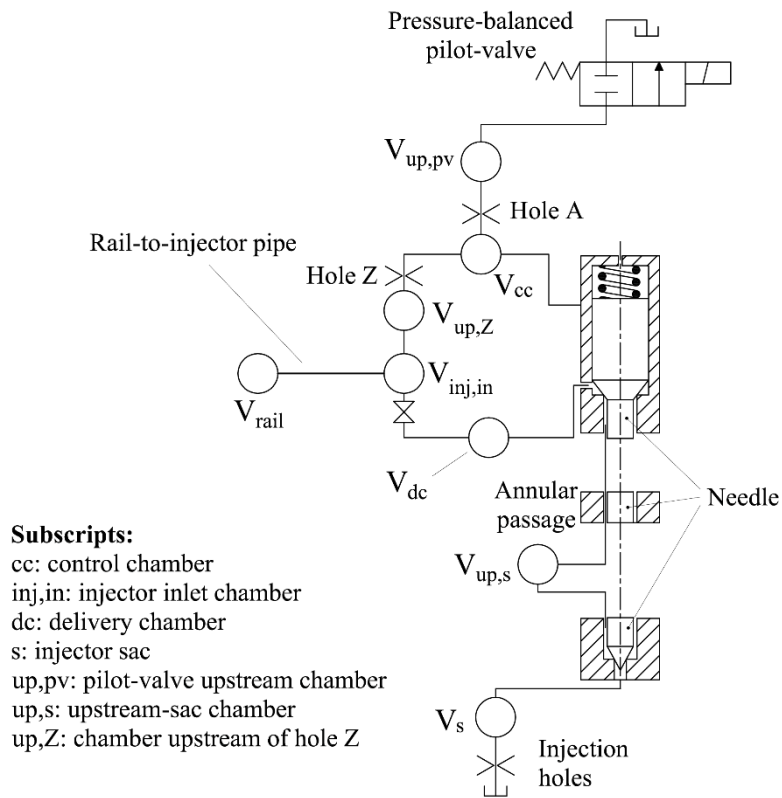 Pressure-balanced
pilot-valve
V_up,pv
Hole A
Rail-to-injector pipe
Hole Z
V_cc
V_up,Z
V_inj,in
V_rail
V_dc
Annular
passage
Needle
V_up,s
Subscripts:
cc: control chamber
inj,in: injector inlet chamber
dc: delivery chamber
s: injector sac
up,pv: pilot-valve upstream chamber
up,s: upstream-sac chamber
up,Z: chamber upstream of hole Z
V_s
Injection
holes